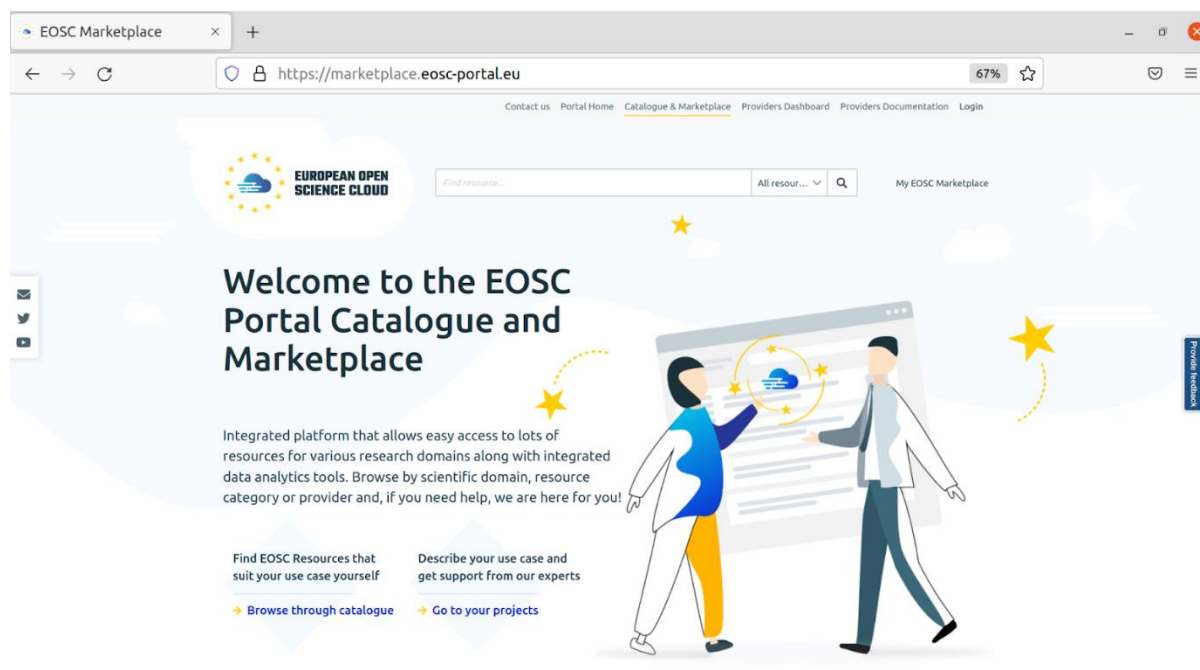 EOSC Marketplace
https://marketplace.eosc-portal.eu
67%
Contact us Portal Home Catalogue & Marketplace Providers Dashboard Providers Documentation Login
EUROPEAN OPEN
SCIENCE CLOUD
Find resource...
All resour...
My EOSC Marketplace
Welcome to the EOSC
Portal Catalogue and
Marketplace
Provide feedback
Integrated platform that allows easy access to lots of
resources for various research domains along with integrated
data analytics tools. Browse by scientific domain, resource
category or provider and, if you need help, we are here for you!
Find EOSC Resources that
suit your use case yourself
→ Browse through catalogue
Describe your use case and
get support from our experts
→ Go to your projects